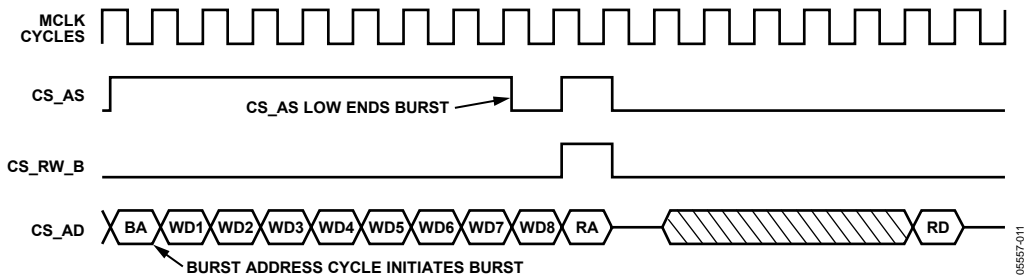 MCLK
CYCLES
CS_AS
CS_AS LOW ENDS BURST
CS_RW_B
CS_AD
BA WD1 WD2 WD3 WD4 WD5 WD6 WD7 WD8 RA RD
BURST ADDRESS CYCLE INITIATES BURST
05557-011